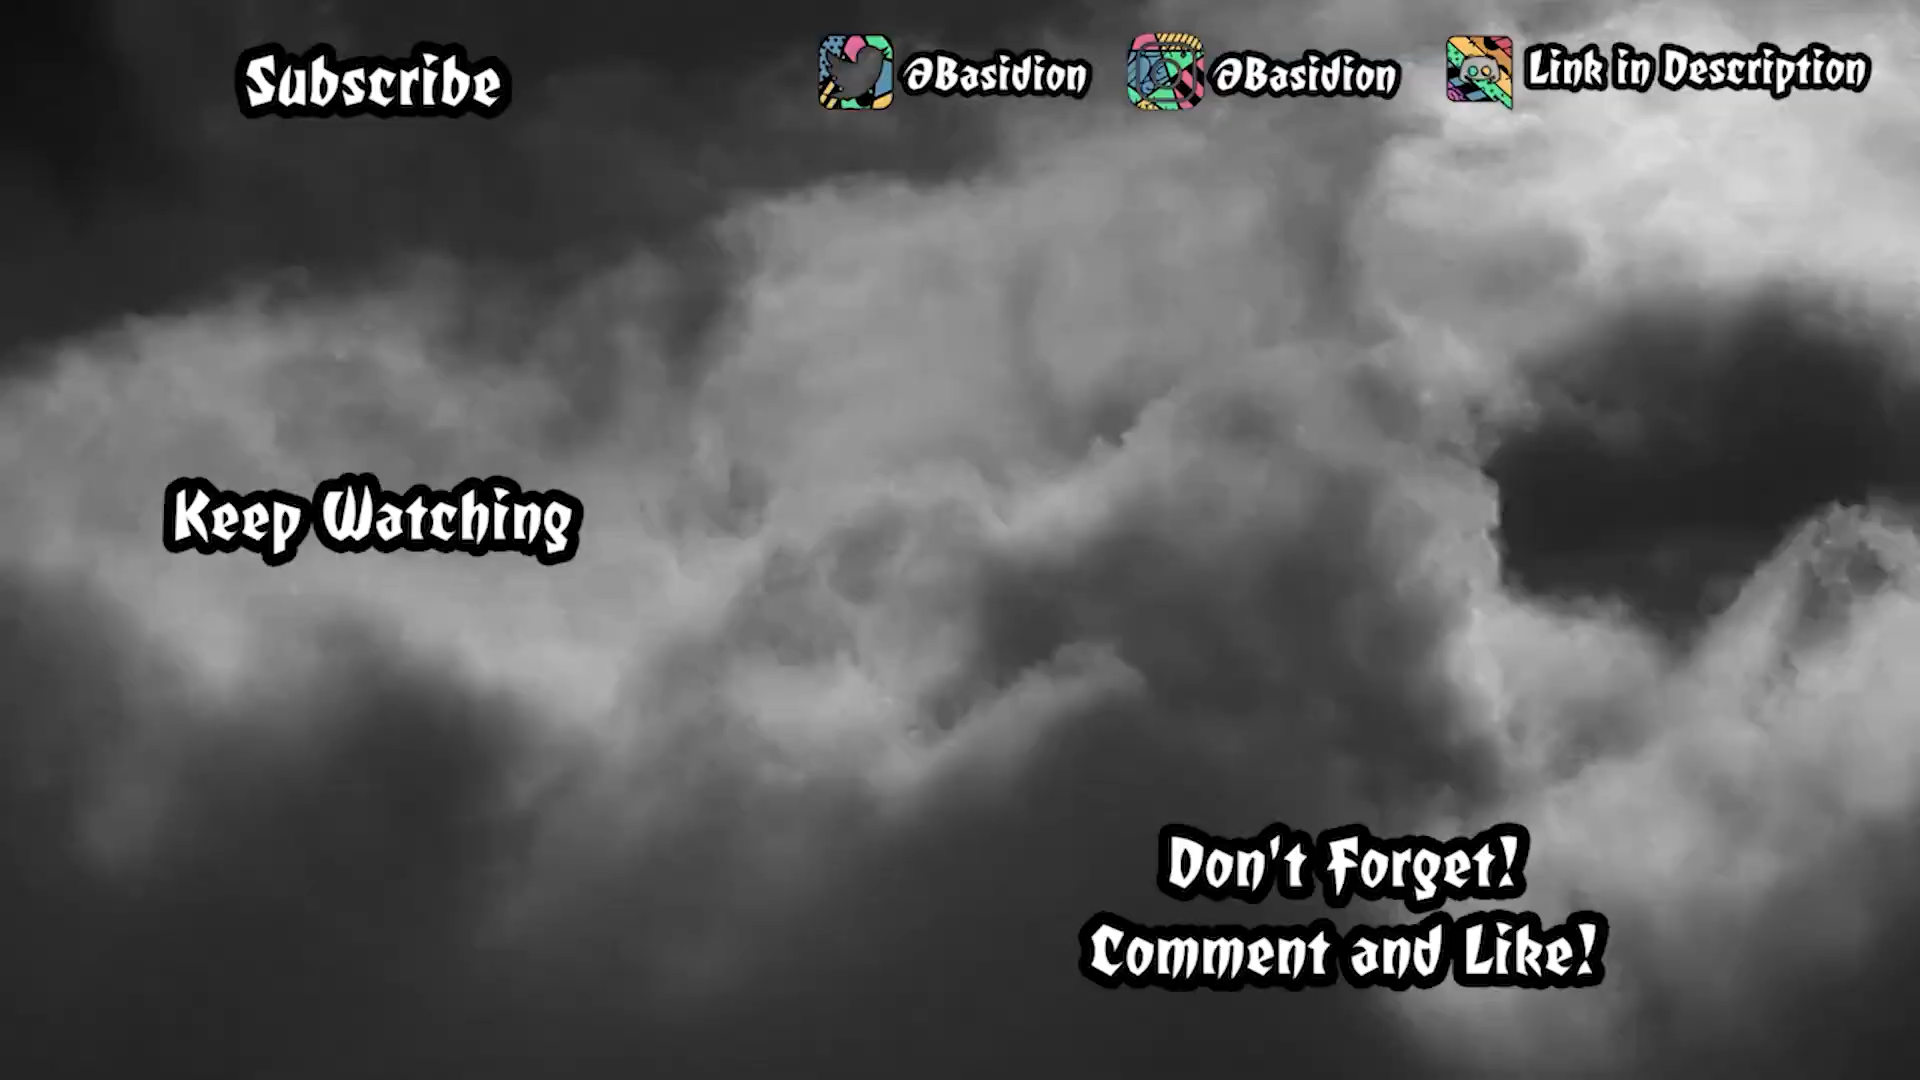 Subscribe
@Basidion
@Basidion
Link in Description
Keep Watching
Don't Forget!
Comment and Like!